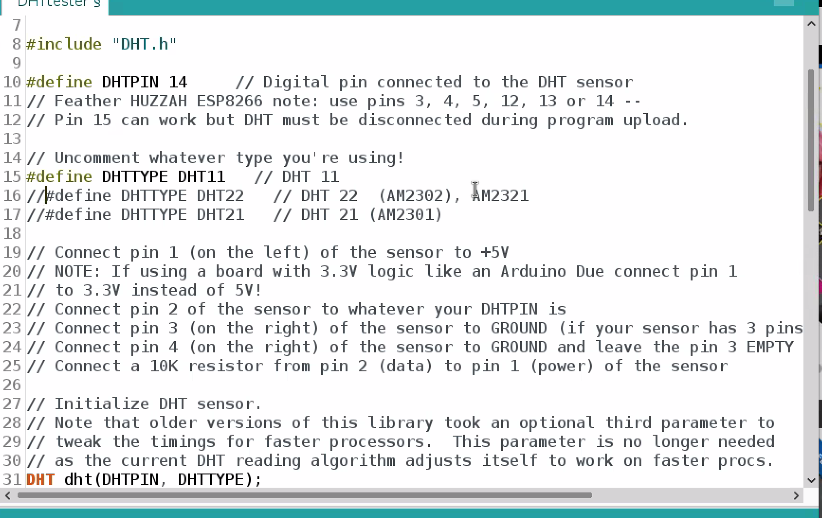 DHTtester §
7
8 #include "DHT.h"
9
10 #define DHTPIN 14     // Digital pin connected to the DHT sensor
11 // Feather HUZZAH ESP8266 note: use pins 3, 4, 5, 12, 13 or 14 --
12 // Pin 15 can work but DHT must be disconnected during program upload.
13
14 // Uncomment whatever type you're using!
15 #define DHTTYPE DHT11   // DHT 11
16 //#define DHTTYPE DHT22   // DHT 22  (AM2302), AM2321
17 //#define DHTTYPE DHT21   // DHT 21 (AM2301)
18
19 // Connect pin 1 (on the left) of the sensor to +5V
20 // NOTE: If using a board with 3.3V logic like an Arduino Due connect pin 1
21 // to 3.3V instead of 5V!
22 // Connect pin 2 of the sensor to whatever your DHTPIN is
23 // Connect pin 3 (on the right) of the sensor to GROUND (if your sensor has 3 pins
24 // Connect pin 4 (on the right) of the sensor to GROUND and leave the pin 3 EMPTY
25 // Connect a 10K resistor from pin 2 (data) to pin 1 (power) of the sensor
26
27 // Initialize DHT sensor.
28 // Note that older versions of this library took an optional third parameter to
29 // tweak the timings for faster processors.  This parameter is no longer needed
30 // as the current DHT reading algorithm adjusts itself to work on faster procs.
31 DHT dht(DHTPIN, DHTTYPE);